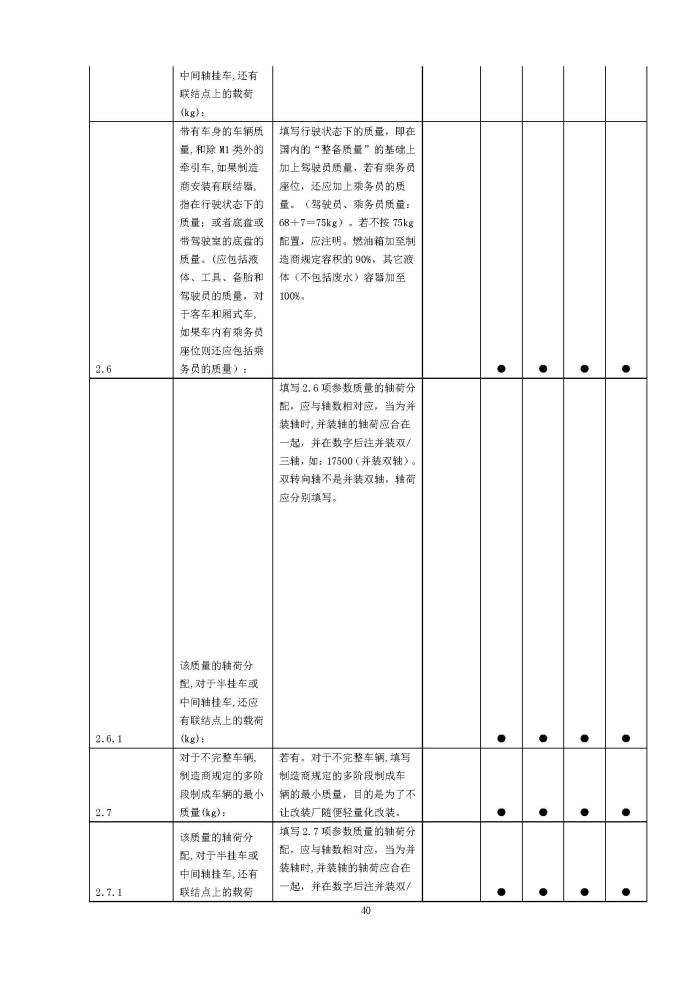 中间轴挂车,还有
联结点上的载荷
(kg):
带有车身的车辆质
量,和除 M1 类外的
牵引车,如果制造
商安装有联结器,
指在行驶状态下的
质量；或者底盘或
带驾驶室的底盘的
质量。(应包括液
体、工具、备胎和
驾驶员的质量，对
于客车和厢式车,
如果车内有乘务员
座位则还应包括乘
务员的质量）：
填写行驶状态下的质量，即在
国内的“整备质量”的基础上
加上驾驶员质量，若有乘务员
座位，还应加上乘务员的质
量。（驾驶员、乘务员质量：
68＋7＝75kg）。若不按 75kg
配置，应注明。燃油箱加至制
造商规定容积的 90%，其它液
体（不包括废水）容器加至
100%。
2.6
● ● ● ●
填写 2.6 项参数质量的轴荷分
配，应与轴数相对应，当为并
装轴时,并装轴的轴荷应合在
一起，并在数字后注并装双/
三轴，如：17500（并装双轴）。
双转向轴不是并装双轴，轴荷
应分别填写。
该质量的轴荷分
配,对于半挂车或
中间轴挂车,还应
有联结点上的载荷
(kg):
2.6.1
● ● ● ●
对于不完整车辆,
制造商规定的多阶
段制成车辆的最小
质量(kg):
若有。对于不完整车辆,填写
制造商规定的多阶段制成车
辆的最小质量，目的是为了不
让改装厂随便轻量化改装。
2.7
● ● ● ●
该质量的轴荷分
配,对于半挂车或
中间轴挂车,还有
联结点上的载荷
填写 2.7 项参数质量的轴荷分
配，应与轴数相对应，当为并
装轴时,并装轴的轴荷应合在
一起，并在数字后注并装双/
2.7.1
● ● ● ●
40